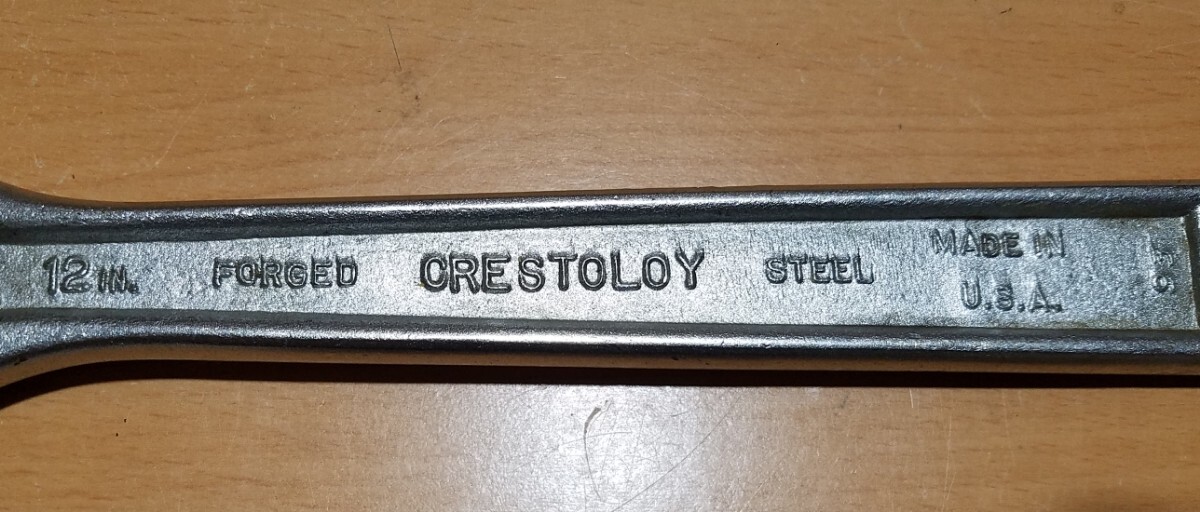 12 IN. FORGED CRESTOLOY STEEL MADE IN
U.S.A.